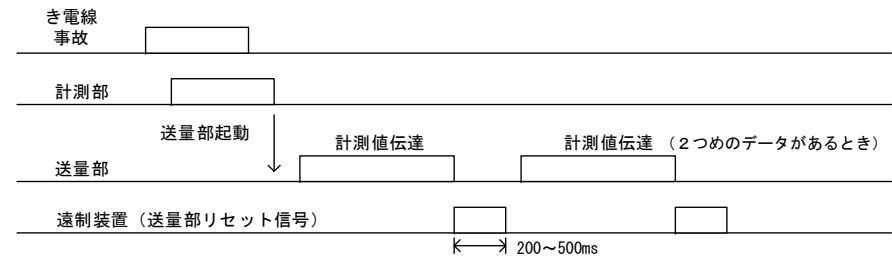 き電線
事故
計測部
送量部起動
計測値伝達
計測値伝達 (2つめのデータがあるとき)
送量部
遠制装置(送量部リセット信号)
200～500ms